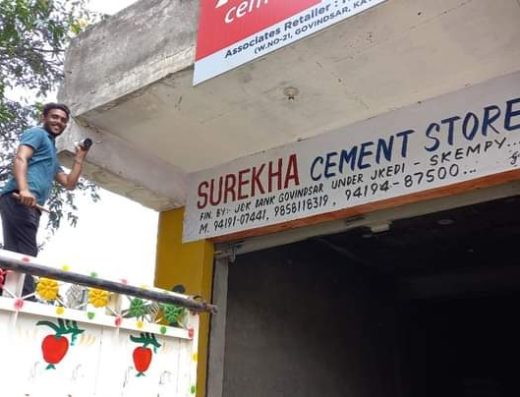 cem
Associates Retailer :
(W.NO-21, GOVINDSAR,
SUREKHA CEMENT STORE
FIN. BY:- J&K BANK GOVINDSAR UNDER JKEDI - SKEMPY...
M. 94191-07441, 9858118319, 94194-87500...